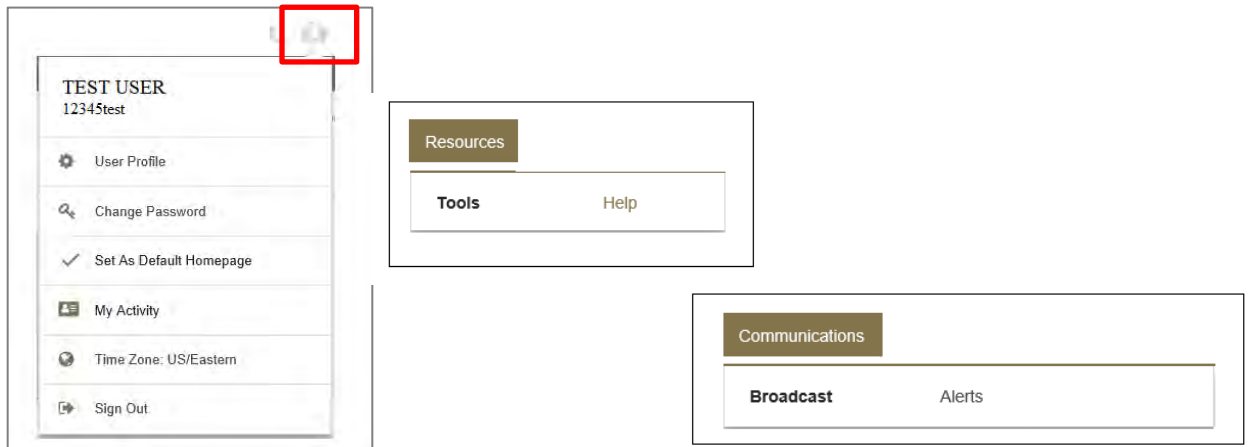 TEST USER
12345test
User Profile
Change Password
Set As Default Homepage
My Activity
Time Zone: US/Eastern
Sign Out
Resources
Tools Help
Communications
Broadcast Alerts